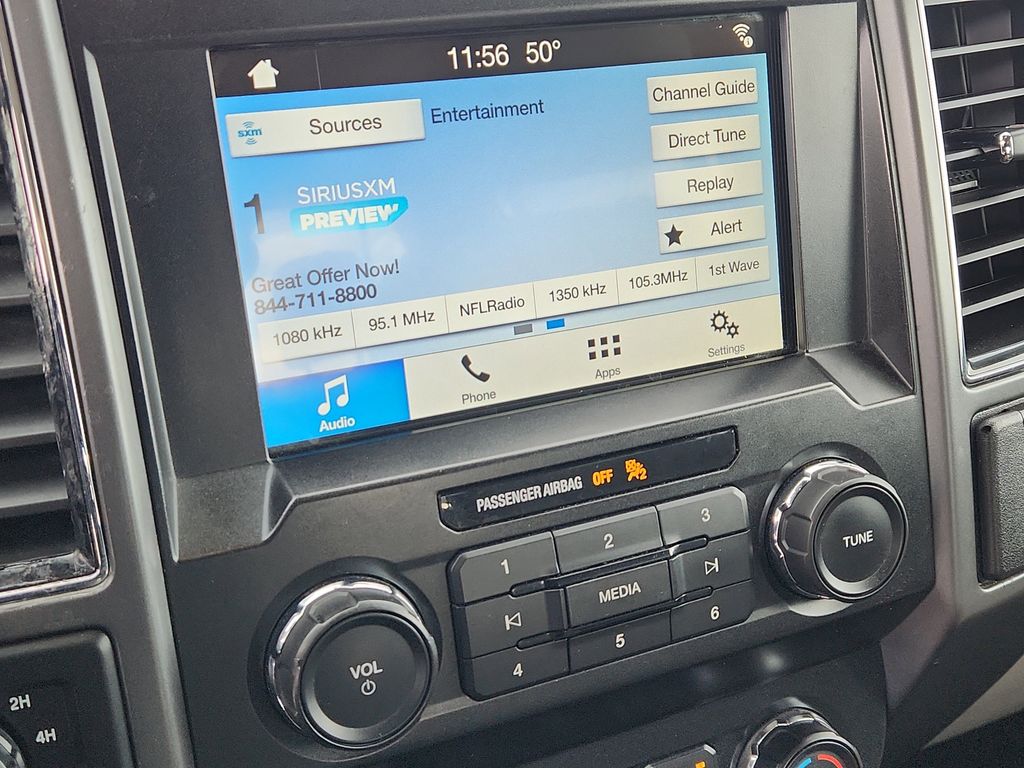 11:56 50°
sxm Sources
Entertainment
Channel Guide
Direct Tune
Replay
Alert
1
SIRIUSXM
PREVIEW
Great Offer Now!
844-711-8800
1080 kHz
95.1 MHz
NFLRadio
1350 kHz
105.3MHz
1st Wave
Audio
Phone
Apps
Settings
PASSENGER AIRBAG OFF 2
1
2
3
MEDIA
4
5
6
VOL
TUNE
2H
4H